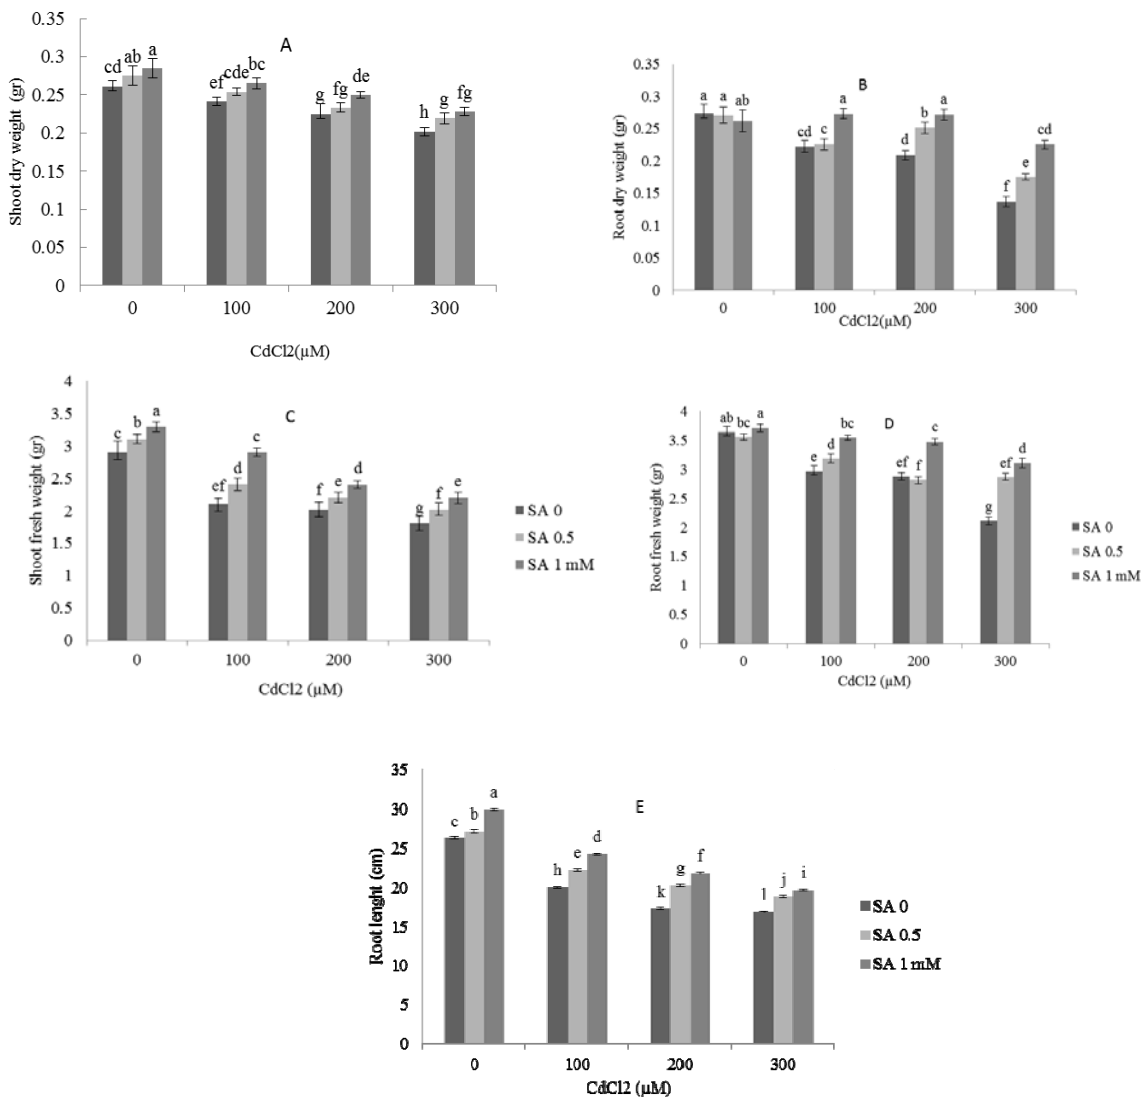 A
Shoot dry weight (gr)
0.35
0.3
0.25
0.2
0.15
0.1
0.05
0
cd ab a
ef cde bc
g fg de
h g fg
0 100 200 300
CdCl2(µM)
B
Root dry weight (gr)
0.35
0.3
0.25
0.2
0.15
0.1
0.05
0
a a ab
cd c a
d b a
f e cd
0 100 200 300
CdCl2(µM)
C
Shoot fresh weight (gr)
4
3.5
3
2.5
2
1.5
1
0.5
0
c b a
ef d c
f e d
g f e
0 100 200 300
CdCl2 (µM)
SA 0
SA 0.5
SA 1 mM
D
Root fresh weight (gr)
4
3.5
3
2.5
2
1.5
1
0.5
0
ab bc a
e d bc
ef f c
g ef d
0 100 200 300
CdCl2 (µM)
SA 0
SA 0.5
SA 1 mM
E
Root lenght (cm)
35
30
25
20
15
10
5
0
c b a
h e d
k g f
l j i
0 100 200 300
CdCl2 (µM)
SA 0
SA 0.5
SA 1 mM